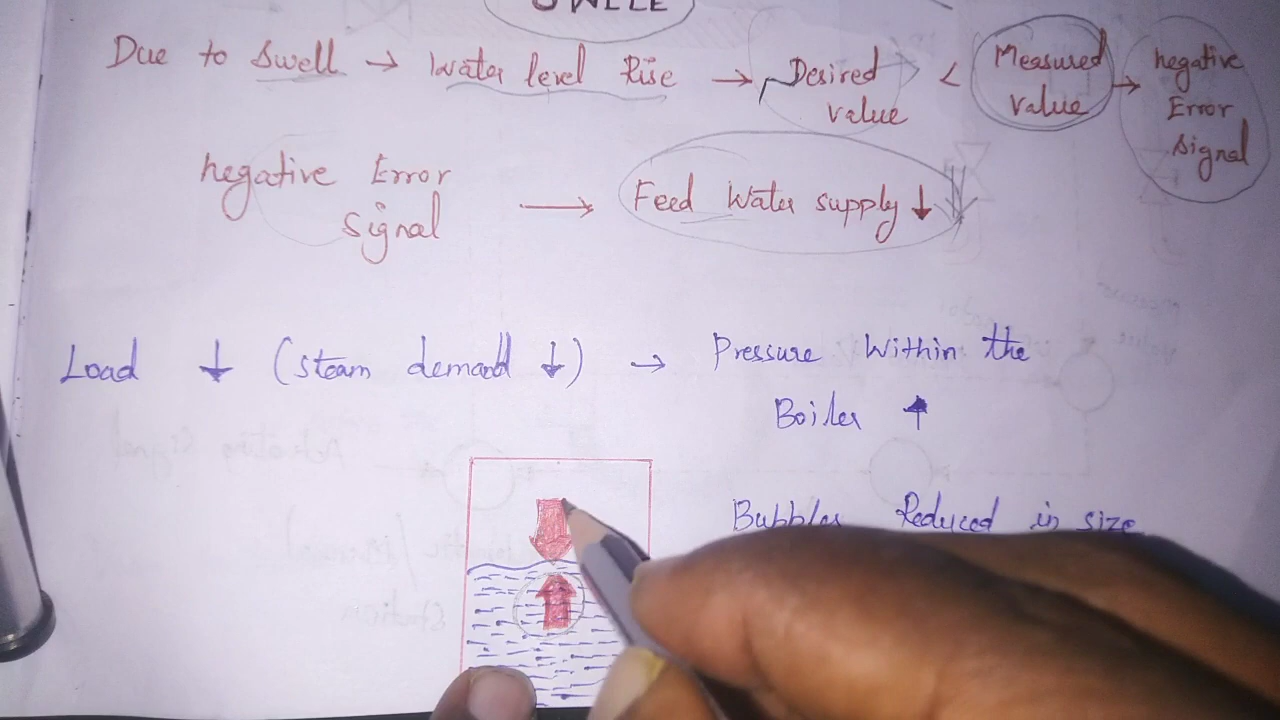 SWELL
Due to Swell → Water level Rise → Desired value < Measured value → negative Error Signal
negative Error Signal → Feed Water supply ↓
Load ↓ (steam demand ↓) → Pressure Within the Boiler ↑
Bubbles Reduced in size